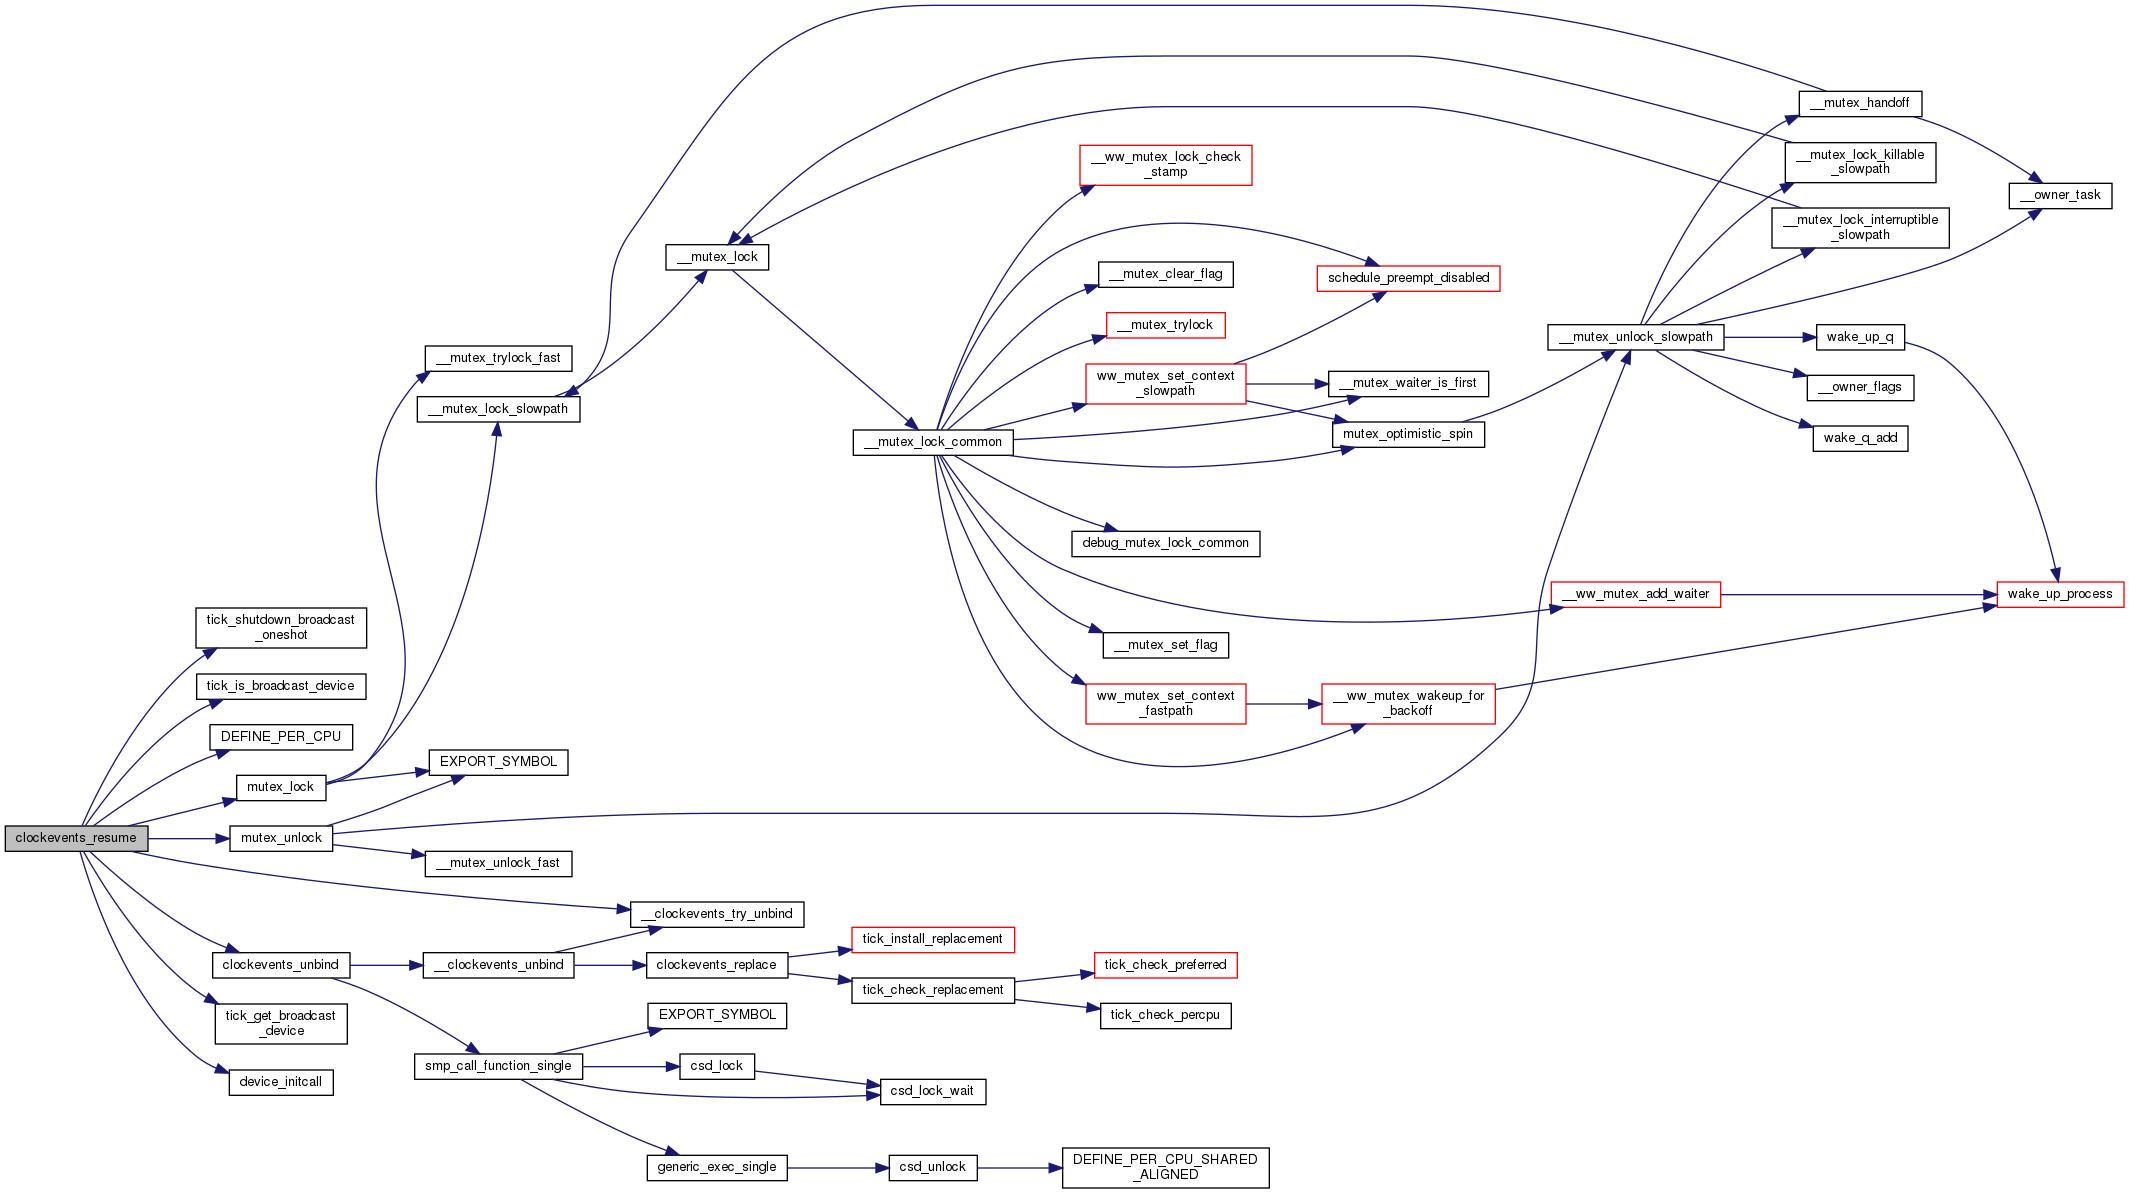 __mutex_handoff
__mutex_lock_killable
_slowpath
__ww_mutex_lock_check
_stamp
__owner_task
__mutex_lock_interruptible
_slowpath
__mutex_lock
__mutex_clear_flag
schedule_preempt_disabled
__mutex_trylock
__mutex_unlock_slowpath
wake_up_q
__mutex_trylock_fast
ww_mutex_set_context
_slowpath
__mutex_waiter_is_first
__owner_flags
__mutex_lock_slowpath
mutex_optimistic_spin
wake_q_add
__mutex_lock_common
debug_mutex_lock_common
__ww_mutex_add_waiter
wake_up_process
tick_shutdown_broadcast
_oneshot
__mutex_set_flag
tick_is_broadcast_device
ww_mutex_set_context
_fastpath
__ww_mutex_wakeup_for
_backoff
DEFINE_PER_CPU
EXPORT_SYMBOL
mutex_lock
clockevents_resume
mutex_unlock
__mutex_unlock_fast
__clockevents_try_unbind
tick_install_replacement
clockevents_unbind
__clockevents_unbind
clockevents_replace
tick_check_preferred
tick_check_replacement
tick_get_broadcast
_device
EXPORT_SYMBOL
tick_check_percpu
smp_call_function_single
csd_lock
device_initcall
csd_lock_wait
generic_exec_single
csd_unlock
DEFINE_PER_CPU_SHARED
_ALIGNED